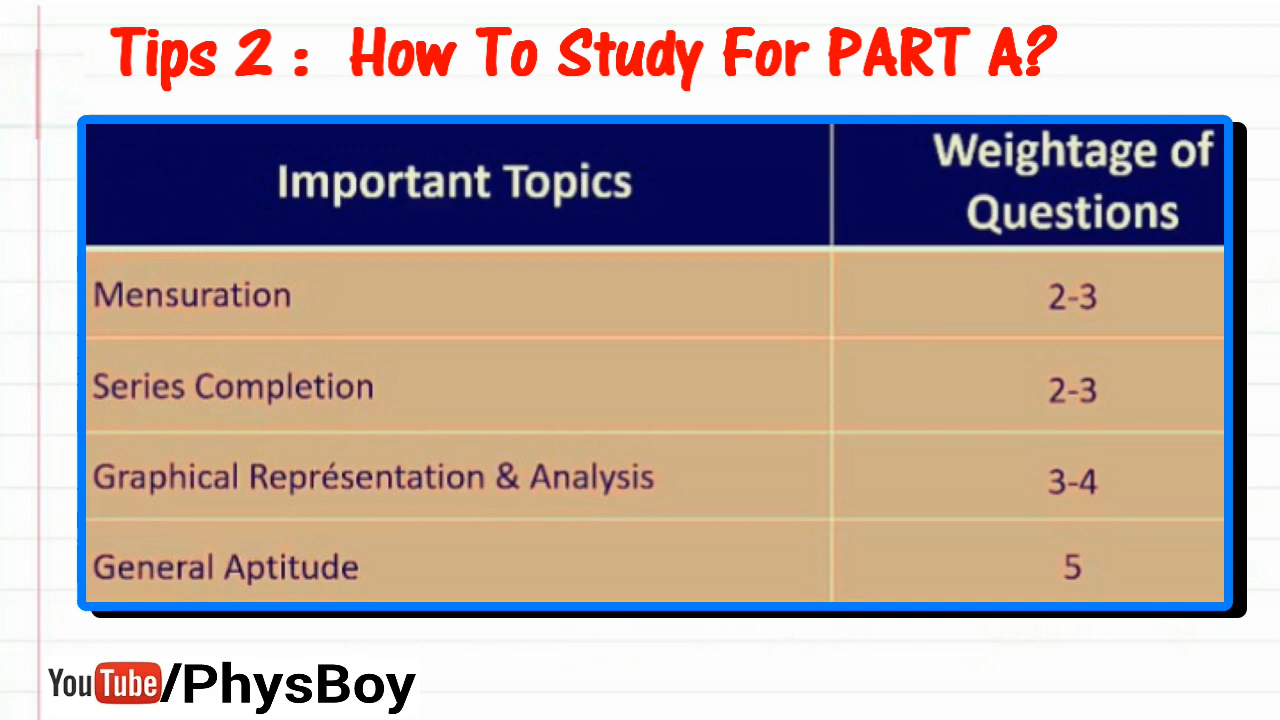 Tips 2 : How To Study For PART A?
Important Topics
Weightage of
Questions
Mensuration
2-3
Series Completion
2-3
Graphical Représentation & Analysis
3-4
General Aptitude
5
YouTube/PhysBoy